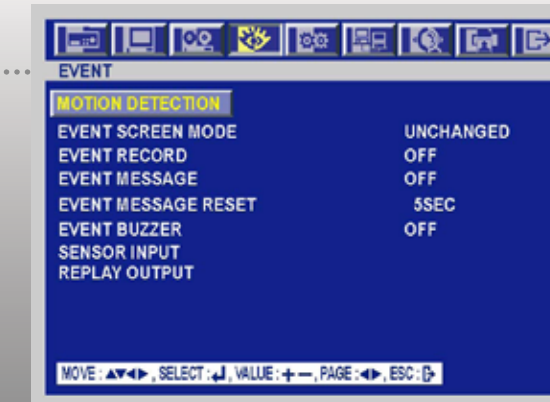 EVENT
MOTION DETECTION
EVENT SCREEN MODE UNCHANGED
EVENT RECORD OFF
EVENT MESSAGE OFF
EVENT MESSAGE RESET 5SEC
EVENT BUZZER OFF
SENSOR INPUT
REPLAY OUTPUT
MOVE : ▲▼◀▶ , SELECT : ↵ , VALUE : + − , PAGE : ◀▶ , ESC :